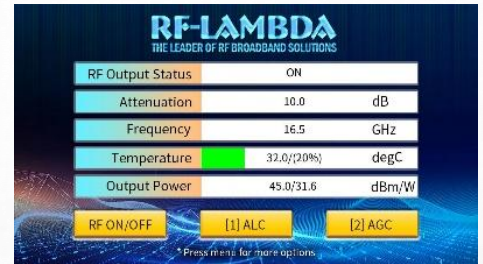 RF-LAMBDA
THE LEADER OF RF BROADBAND SOLUTIONS
RF Output Status ON
Attenuation 10.0 dB
Frequency 16.5 GHz
Temperature 32.0/(20%) degC
Output Power 45.0/31.6 dBm/W
RF ON/OFF [1] ALC [2] AGC
* Press menu for more options